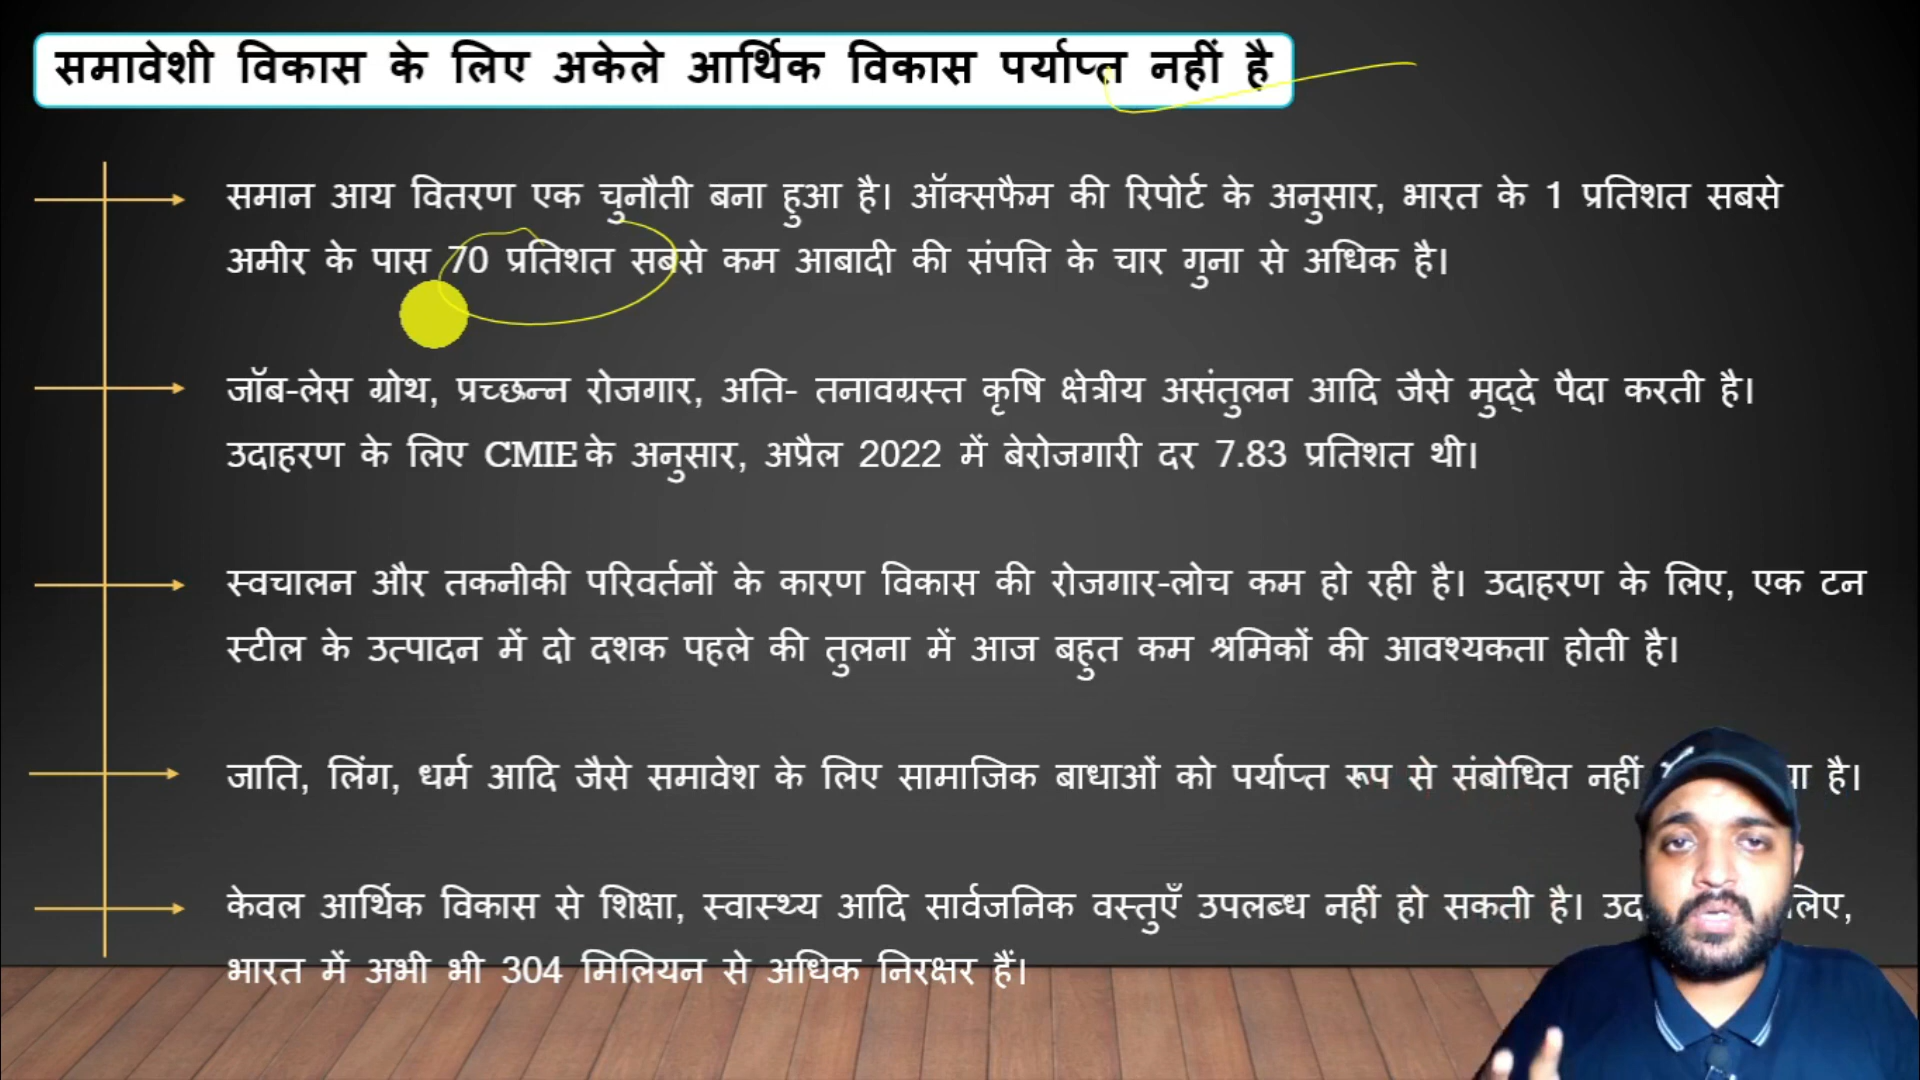 समावेशी विकास के लिए अकेले आर्थिक विकास पर्याप्त नहीं है
समान आय वितरण एक चुनौती बना हुआ है। ऑक्सफैम की रिपोर्ट के अनुसार, भारत के 1 प्रतिशत सबसे
अमीर के पास 70 प्रतिशत सबसे कम आबादी की संपत्ति के चार गुना से अधिक है।
जॉब-लेस ग्रोथ, प्रच्छन्न रोजगार, अति- तनावग्रस्त कृषि क्षेत्रीय असंतुलन आदि जैसे मुद्दे पैदा करती है।
उदाहरण के लिए CMIE के अनुसार, अप्रैल 2022 में बेरोजगारी दर 7.83 प्रतिशत थी।
स्वचालन और तकनीकी परिवर्तनों के कारण विकास की रोजगार-लोच कम हो रही है। उदाहरण के लिए, एक टन
स्टील के उत्पादन में दो दशक पहले की तुलना में आज बहुत कम श्रमिकों की आवश्यकता होती है।
जाति, लिंग, धर्म आदि जैसे समावेश के लिए सामाजिक बाधाओं को पर्याप्त रूप से संबोधित नहीं है।
केवल आर्थिक विकास से शिक्षा, स्वास्थ्य आदि सार्वजनिक वस्तुएँ उपलब्ध नहीं हो सकती है। लिए,
भारत में अभी भी 304 मिलियन से अधिक निरक्षर हैं।